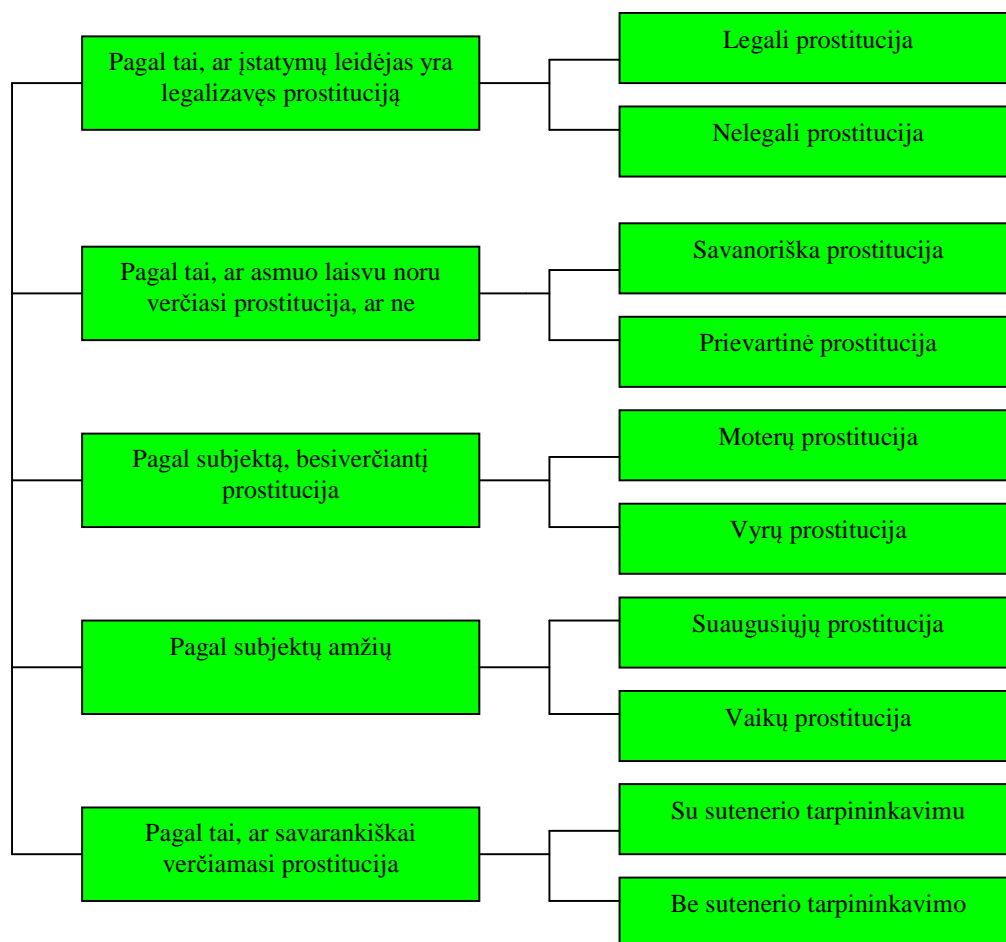 Pagal tai, ar įstatymų leidėjas yra
legalizavęs prostituciją
Legali prostitucija
Nelegali prostitucija
Pagal tai, ar asmuo laisvu noru
verčiasi prostitucija, ar ne
Savanoriška prostitucija
Prievartinė prostitucija
Pagal subjektą, besiverčiantį
prostitucija
Moterų prostitucija
Vyrų prostitucija
Pagal subjektų amžių
Suaugusiųjų prostitucija
Vaikų prostitucija
Pagal tai, ar savarankiškai
verčiamasi prostitucija
Su sutenerio tarpininkavimu
Be sutenerio tarpininkavimo